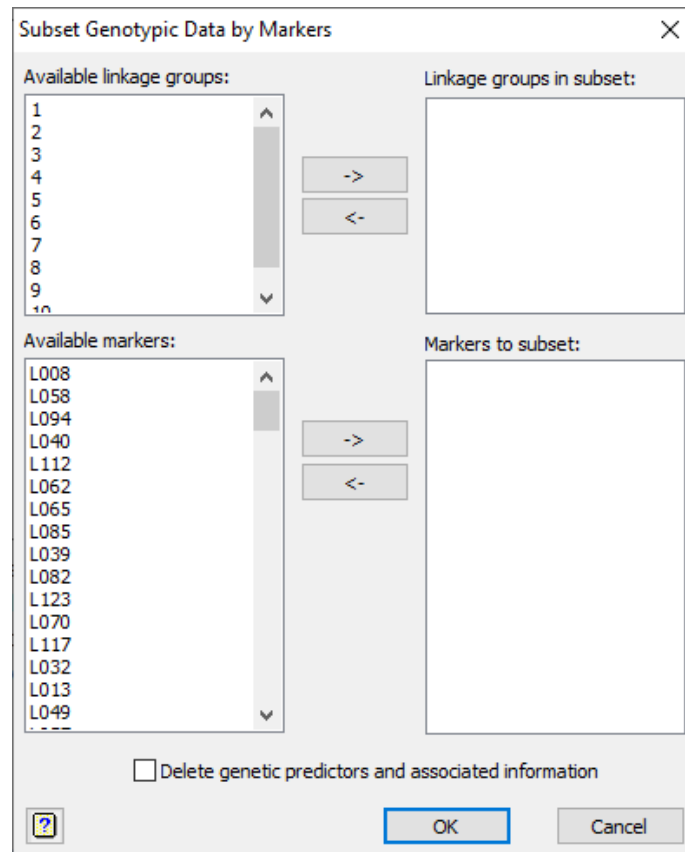 Subset Genotypic Data by Markers
Available linkage groups:
1
2
3
4
5
6
7
8
9
10
->
<-
Linkage groups in subset:
Available markers:
L008
L058
L094
L040
L112
L062
L065
L085
L039
L082
L123
L070
L117
L032
L013
L049
->
<-
Markers to subset:
Delete genetic predictors and associated information
?
OK
Cancel